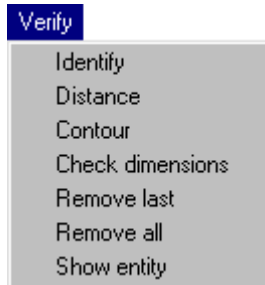 Verify
Identify
Distance
Contour
Check dimensions
Remove last
Remove all
Show entity